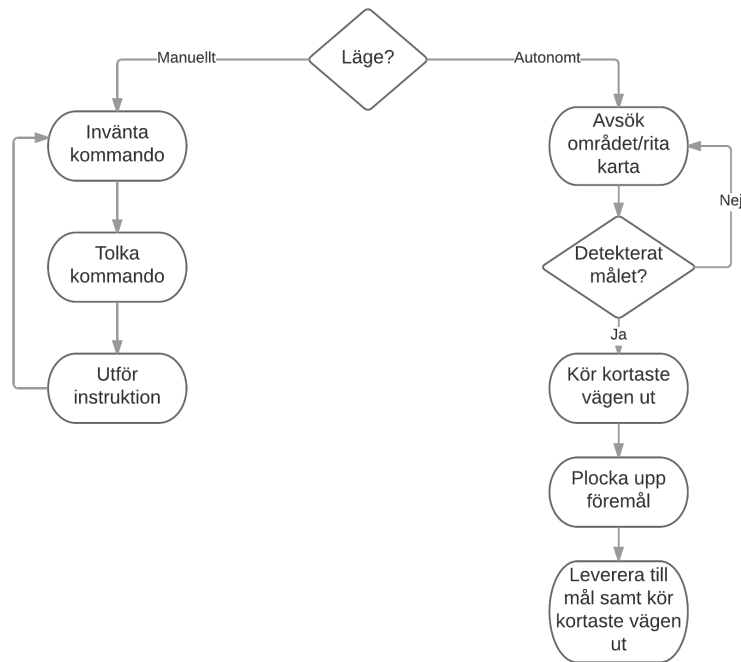 Läge?
Manuellt
Autonomt
Invänta
kommando
Tolka
kommando
Utför
instruktion
Avsök
området/rita
karta
Nej
Detekterat
målet?
Ja
Kör kortaste
vägen ut
Plocka upp
föremål
Leverera till
mål samt kör
kortaste vägen
ut